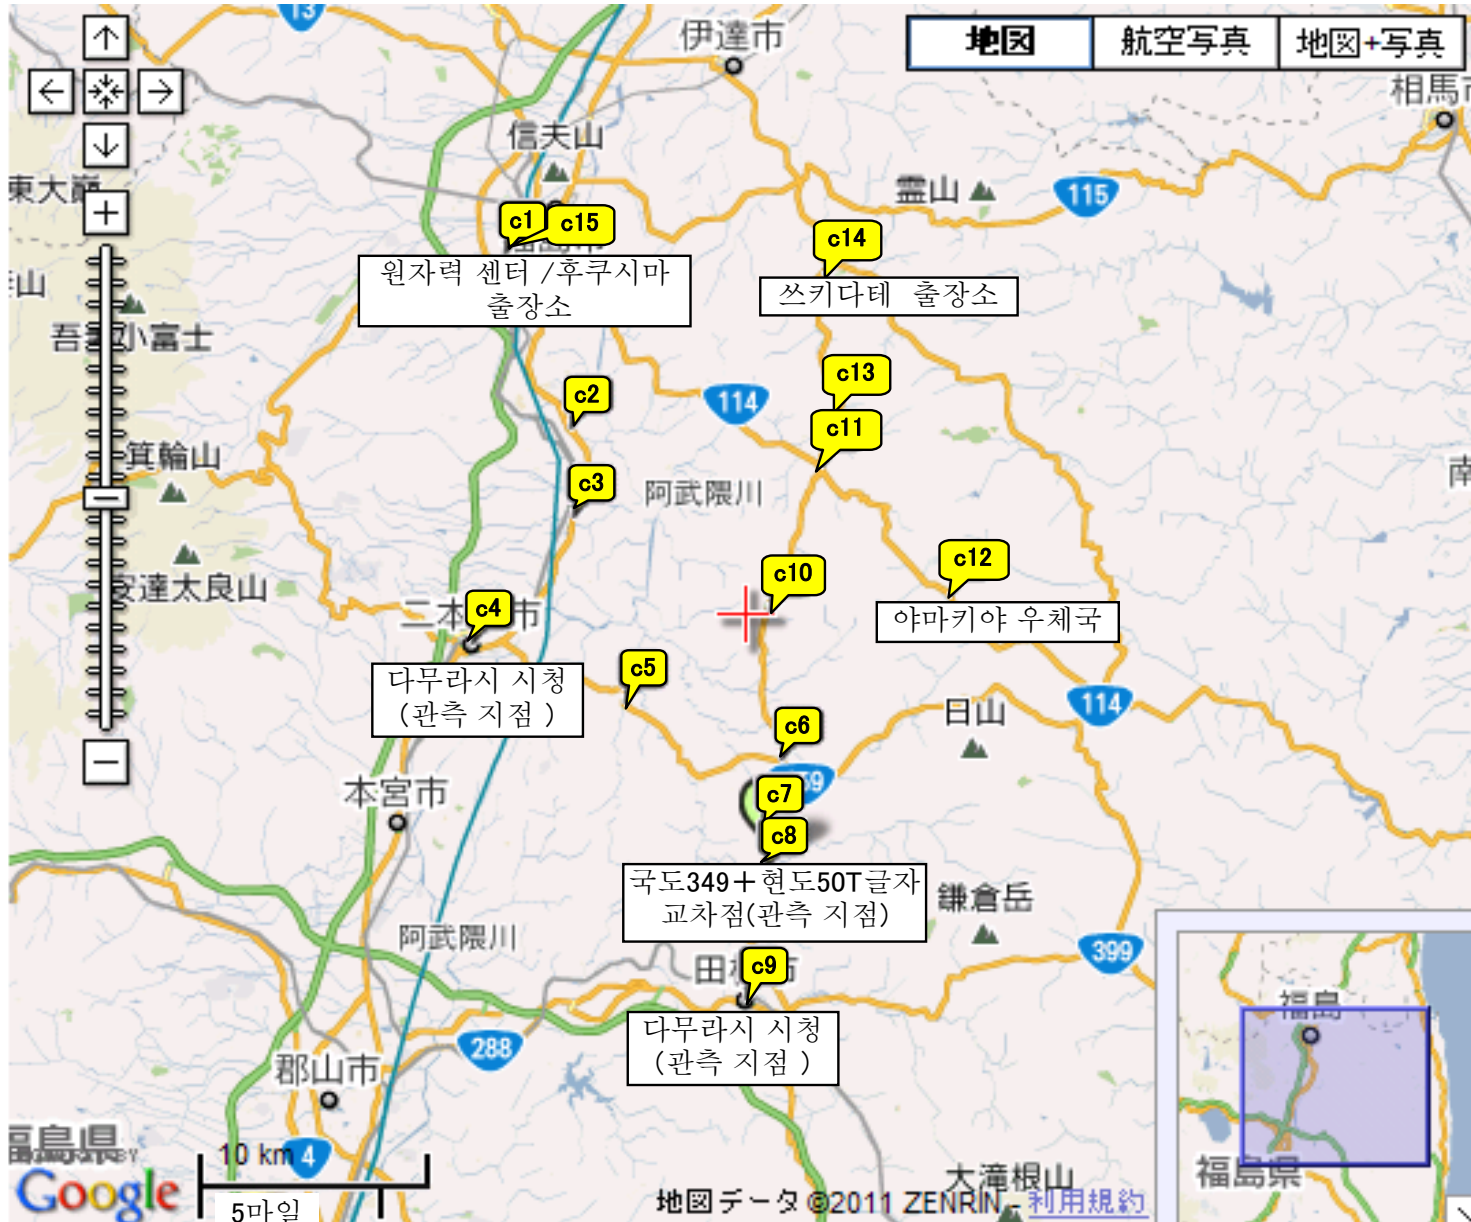 13
伊達市
地図
航空写真
地図+写真
相馬市
信夫山
東大巓
霊山
115
c1
c15
c14
원자력 센터 /후쿠시마
출장소
쓰키다테 출장소
吾妻小富士
c13
c2
114
c11
箕輪山
c3
阿武隈川
南
c12
c10
安達太良山
二本松市
c4
야마키야 우체국
다무라시 시청
(관측 지점 )
c5
114
日山
c6
本宮市
c7
c8
국도349＋현도50T글자
교차점(관측 지점)
鎌倉岳
阿武隈川
399
田村市
c9
다무라시 시청
(관측 지점 )
288
郡山市
福島
福島県
10 km
4
福島県
大滝根山
Google
5마일
地図データ ©2011 ZENRIN - 利用規約